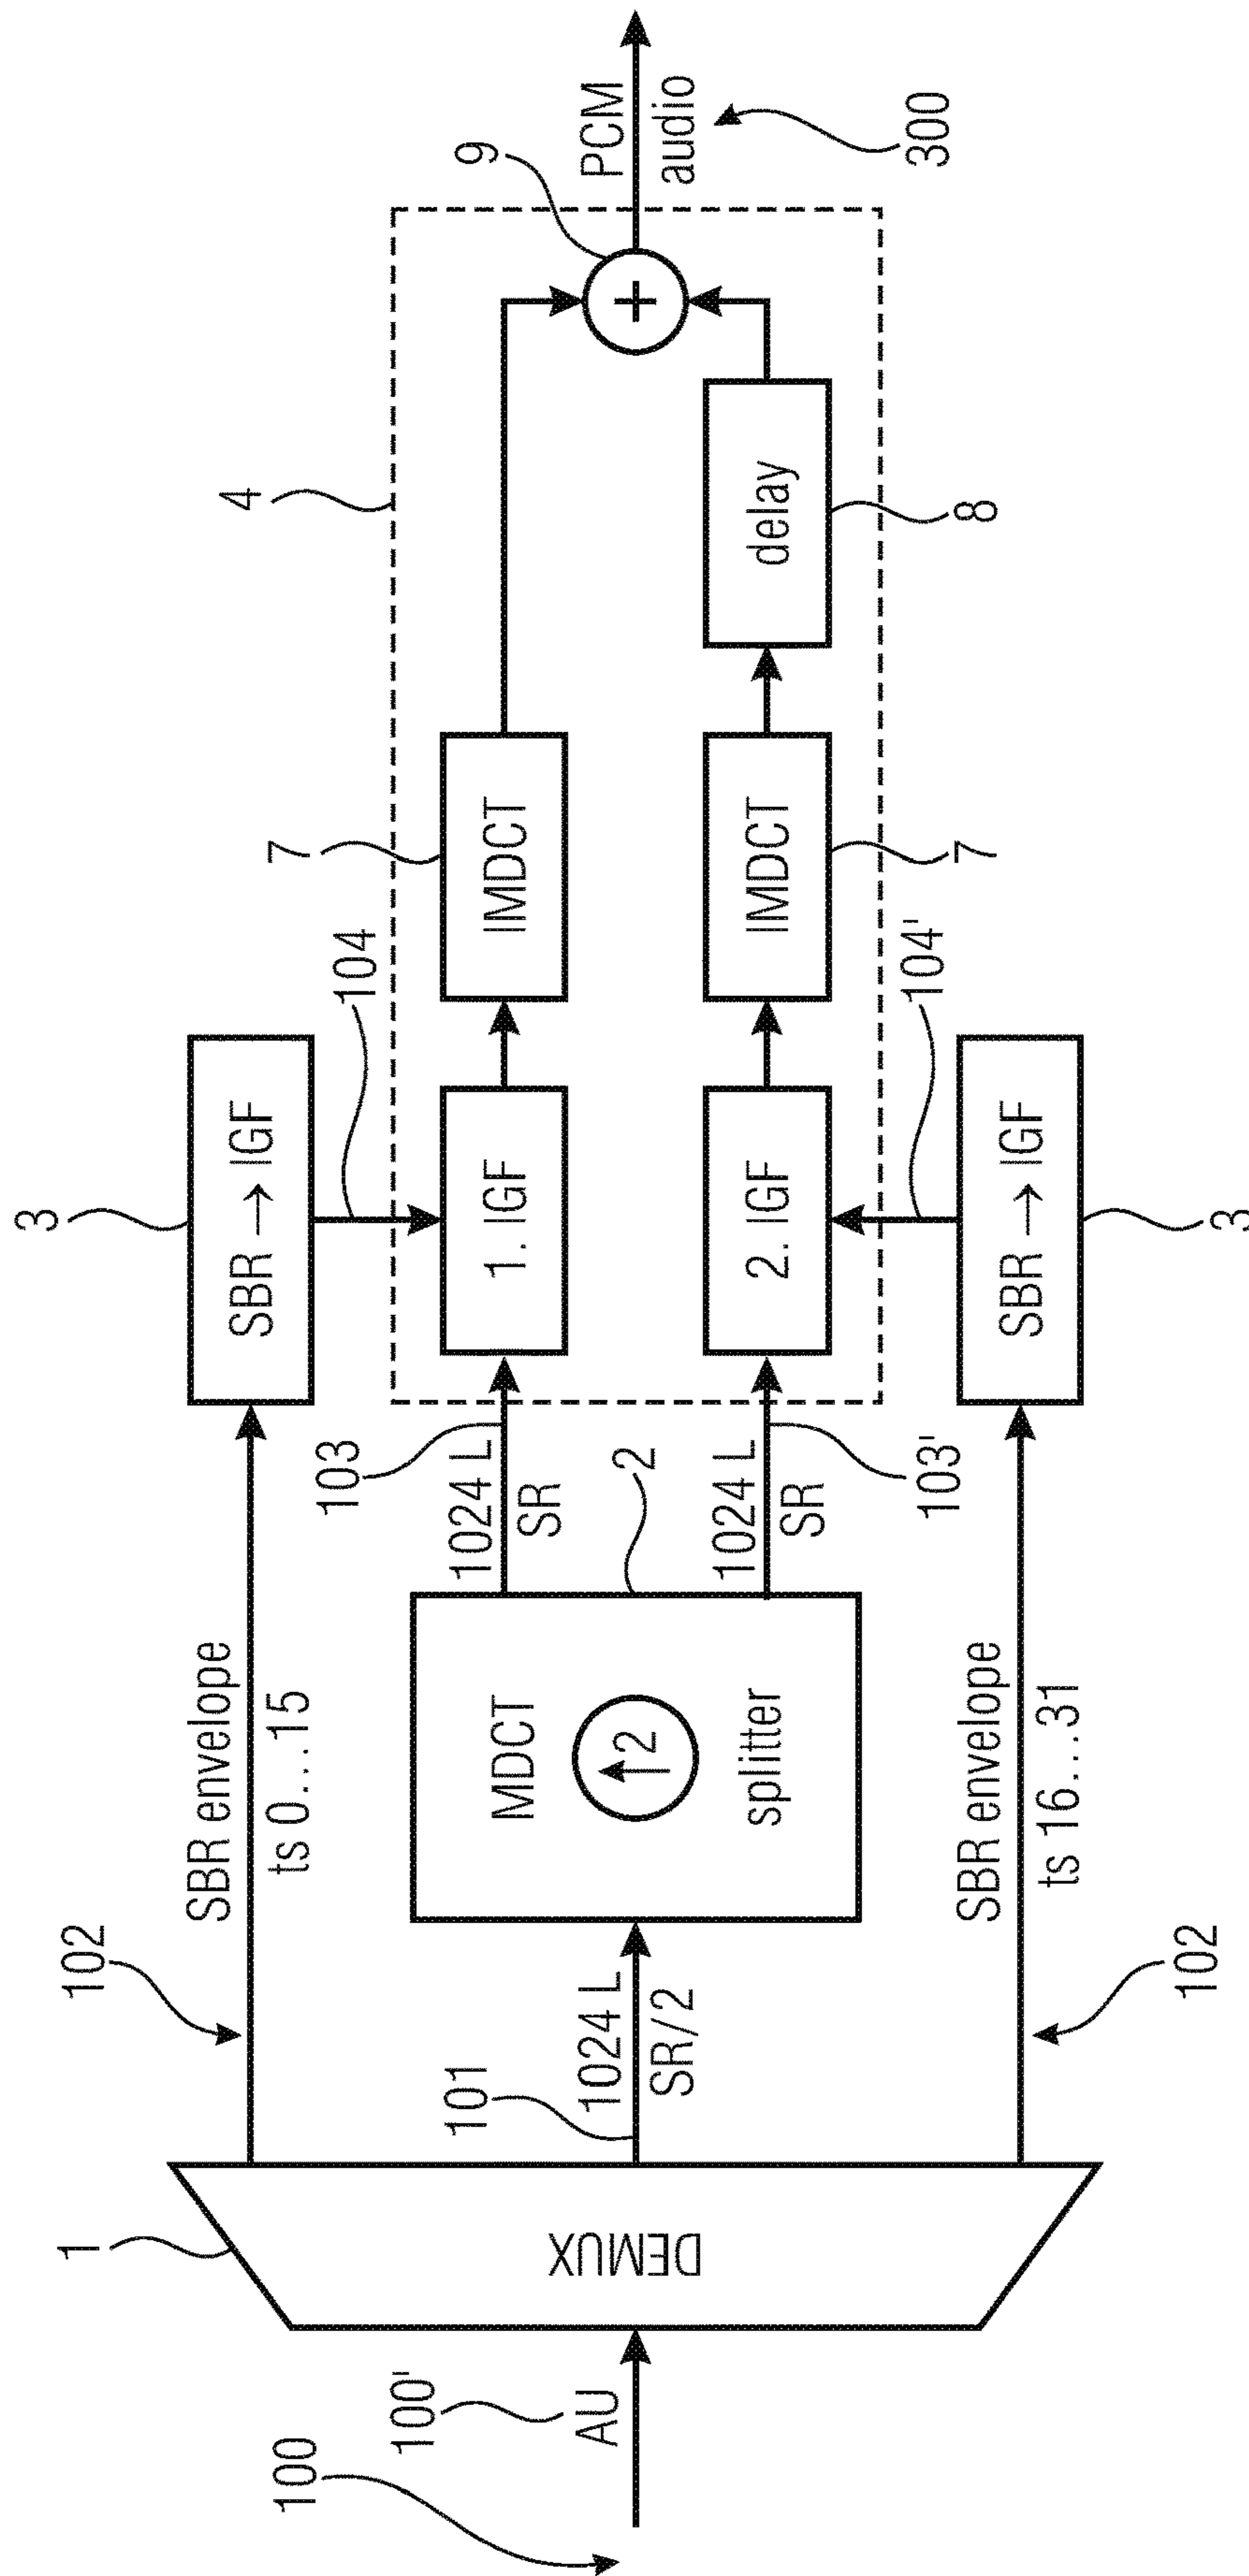 100
100'
AU
1
DEMUX
102
SBR envelope
ts 0...15
101
1024 L
SR/2
102
SBR envelope
ts 16...31
MDCT
↑2
splitter
2
103
1024 L
SR
1024 L
SR
103'
3
SBR → IGF
104
1. IGF
2. IGF
104'
SBR → IGF
3
7
IMDCT
IMDCT
7
4
delay
8
9
+
PCM
audio
300